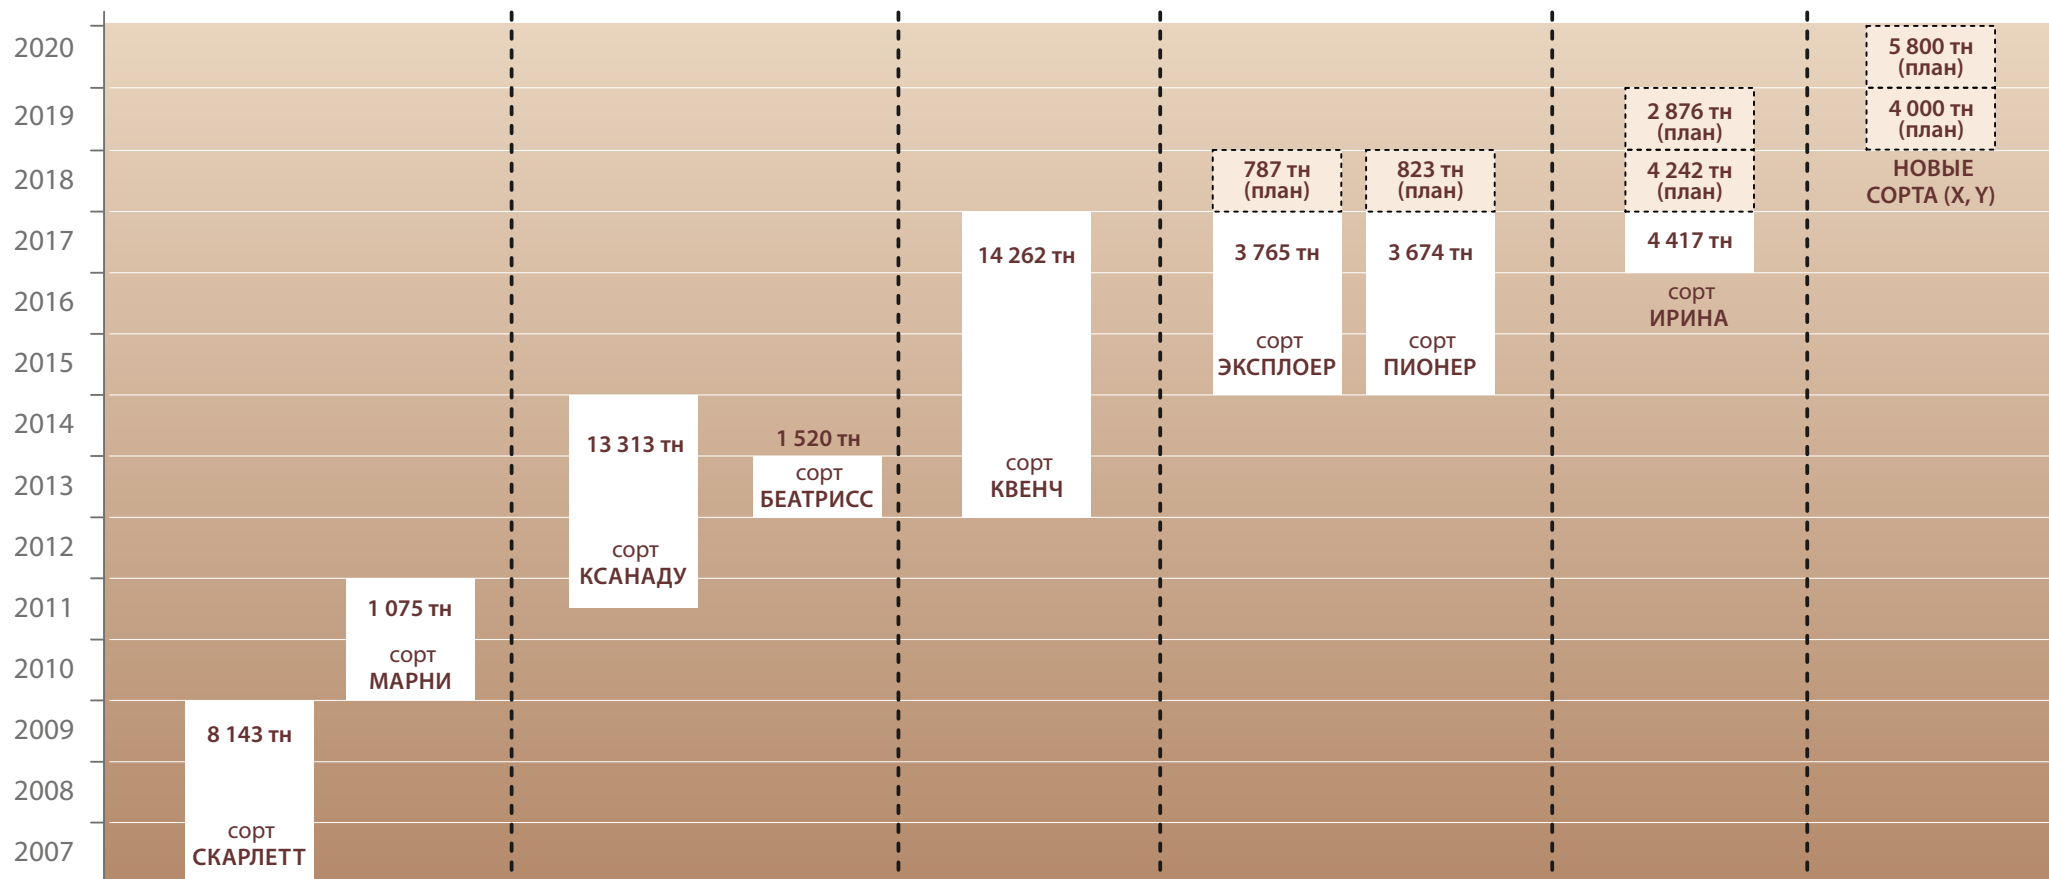 2020
2019
2018
2017
2016
2015
2014
2013
2012
2011
2010
2009
2008
2007
8 143 тн
сорт
СКАРЛЕТТ
1 075 тн
сорт
МАРНИ
13 313 тн
сорт
КСАНАДУ
1 520 тн
сорт
БЕАТРИСС
14 262 тн
сорт
КВЕНЧ
787 тн
(план)
3 765 тн
сорт
ЭКСПЛОЕР
823 тн
(план)
3 674 тн
сорт
ПИОНЕР
2 876 тн
(план)
4 242 тн
(план)
4 417 тн
сорт
ИРИНА
5 800 тн
(план)
4 000 тн
(план)
НОВЫЕ
СОРТА (X, Y)